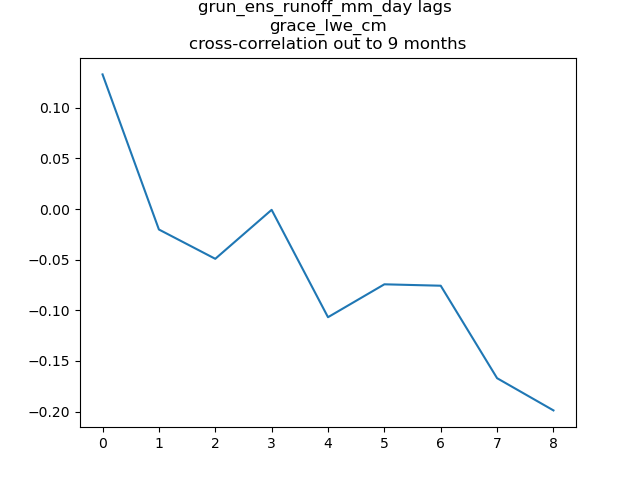 grun_ens_runoff_mm_day lags
grace_lwe_cm
cross-correlation out to 9 months
0.10
0.05
0.00
−0.05
−0.10
−0.15
−0.20
0 1 2 3 4 5 6 7 8